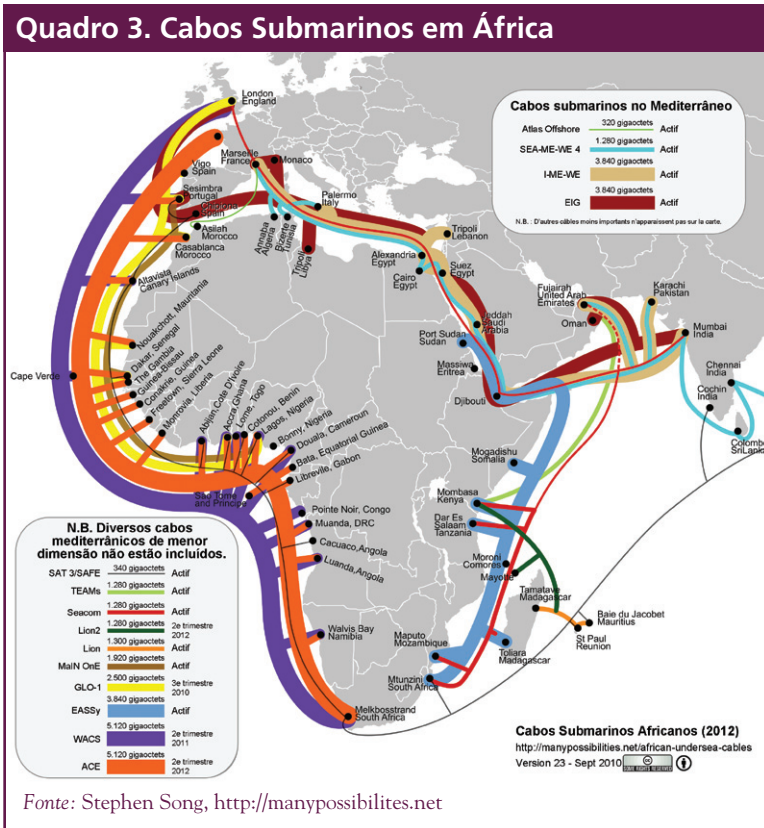 Quadro 3. Cabos Submarinos em África
London
England
Vigo
Spain
Marseille
France
Monaco
Sesimbra
Portugal
Chipiona
Spain
Asilah
Morocco
Casablanca
Morocco
Annaba
Algeria
Bizerte
Tunisia
Tripoli
Libya
Palermo
Italy
Tripoli
Lebanon
Alexandria
Egypt
Cairo
Egypt
Suez
Egypt
Altavista
Canary Islands
Cabos submarinos no Mediterrâneo
Atlas Offshore 320 gigaoctets Actif
SEA-ME-WE 4 1.280 gigaoctets Actif
I-ME-WE 3.840 gigaoctets Actif
EIG 3.840 gigaoctets Actif
N.B. : D'autres câbles moins importants n'apparaissent pas sur la carte.
Jeddah
Saudi
Arabia
Port Sudan
Sudan
Massiwa
Eritrea
Djibouti
Fujairah
United Arab
Emirates
Oman
Karachi
Pakistan
Mumbai
India
Chennai
India
Cochin
India
Colombo
SriLanka
Cape Verde
Nouakchott, Mauritania
Dakar, Senegal
The Gambia
Guinea-Bissau
Conakrie, Guinea
Freetown, Sierra Leone
Monrovia, Liberia
Abijan,Cote D'Ivoire
Accra,Ghana
Lome, Togo
Cotonou, Benin
Lagos, Nigeria
Bonny, Nigeria
Douala, Cameroun
Bata, Equatorial Guinea
Libreville, Gabon
Sao Tome
and Principe
Pointe Noir, Congo
Muanda, DRC
Cacuaco,Angola
Luanda,Angola
Walvis Bay
Namibia
Melkbosstrand
South Africa
Mogadishu
Somalia
Mombasa
Kenya
Dar Es
Salaam
Tanzania
Moroni
Comores
Mayotte
Tamatave
Madagascar
Baie du Jacobet
Mauritius
St Paul
Reunion
Toliara
Madagascar
Maputo
Mozambique
Mtunzini
South Africa
N.B. Diversos cabos
mediterrânicos de menor
dimensão não estão incluídos.
SAT 3/SAFE 340 gigaoctets Actif
TEAMs 1.280 gigaoctets Actif
Seacom 1.280 gigaoctets Actif
Lion2 1.280 gigaoctets 2e trimestre
2012
Lion 1.300 gigaoctets Actif
MaIN OnE 1.920 gigaoctets Actif
GLO-1 2.500 gigaoctets 3e trimestre
2010
EASSy 3.840 gigaoctets Actif
WACS 5.120 gigaoctets 2e trimestre
2011
ACE 5.120 gigaoctets 2e trimestre
2012
Cabos Submarinos Africanos (2012)
http://manypossibilities.net/african-undersea-cables
Version 23 - Sept 2010
Fonte: Stephen Song, http://manypossibilites.net